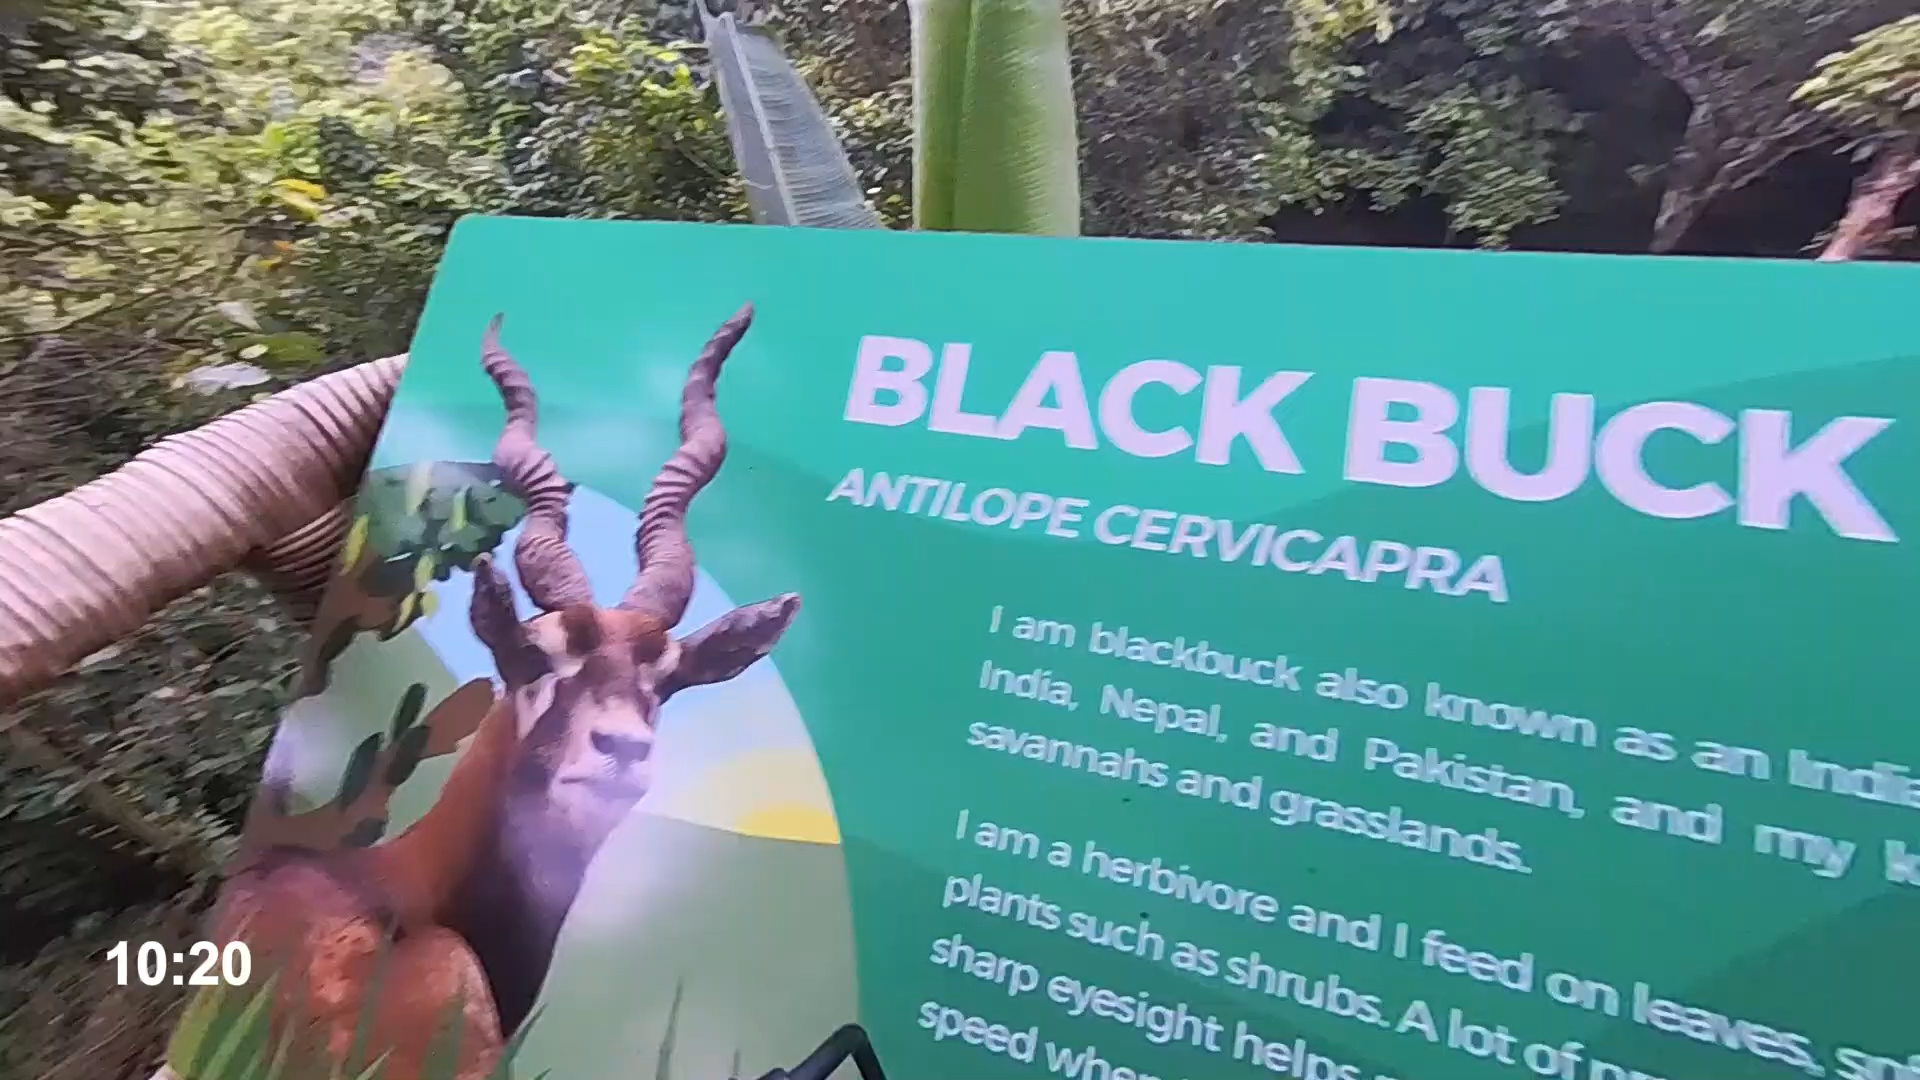 BLACK BUCK
ANTILOPE CERVICAPRA
I am blackbuck also known as an
India, Nepal, and Pakistan, and my
savannahs and grasslands.
I am a herbivore and I feed on leaves,
plants such as shrubs. A lot of
sharp eyesight helps
speed
10:20